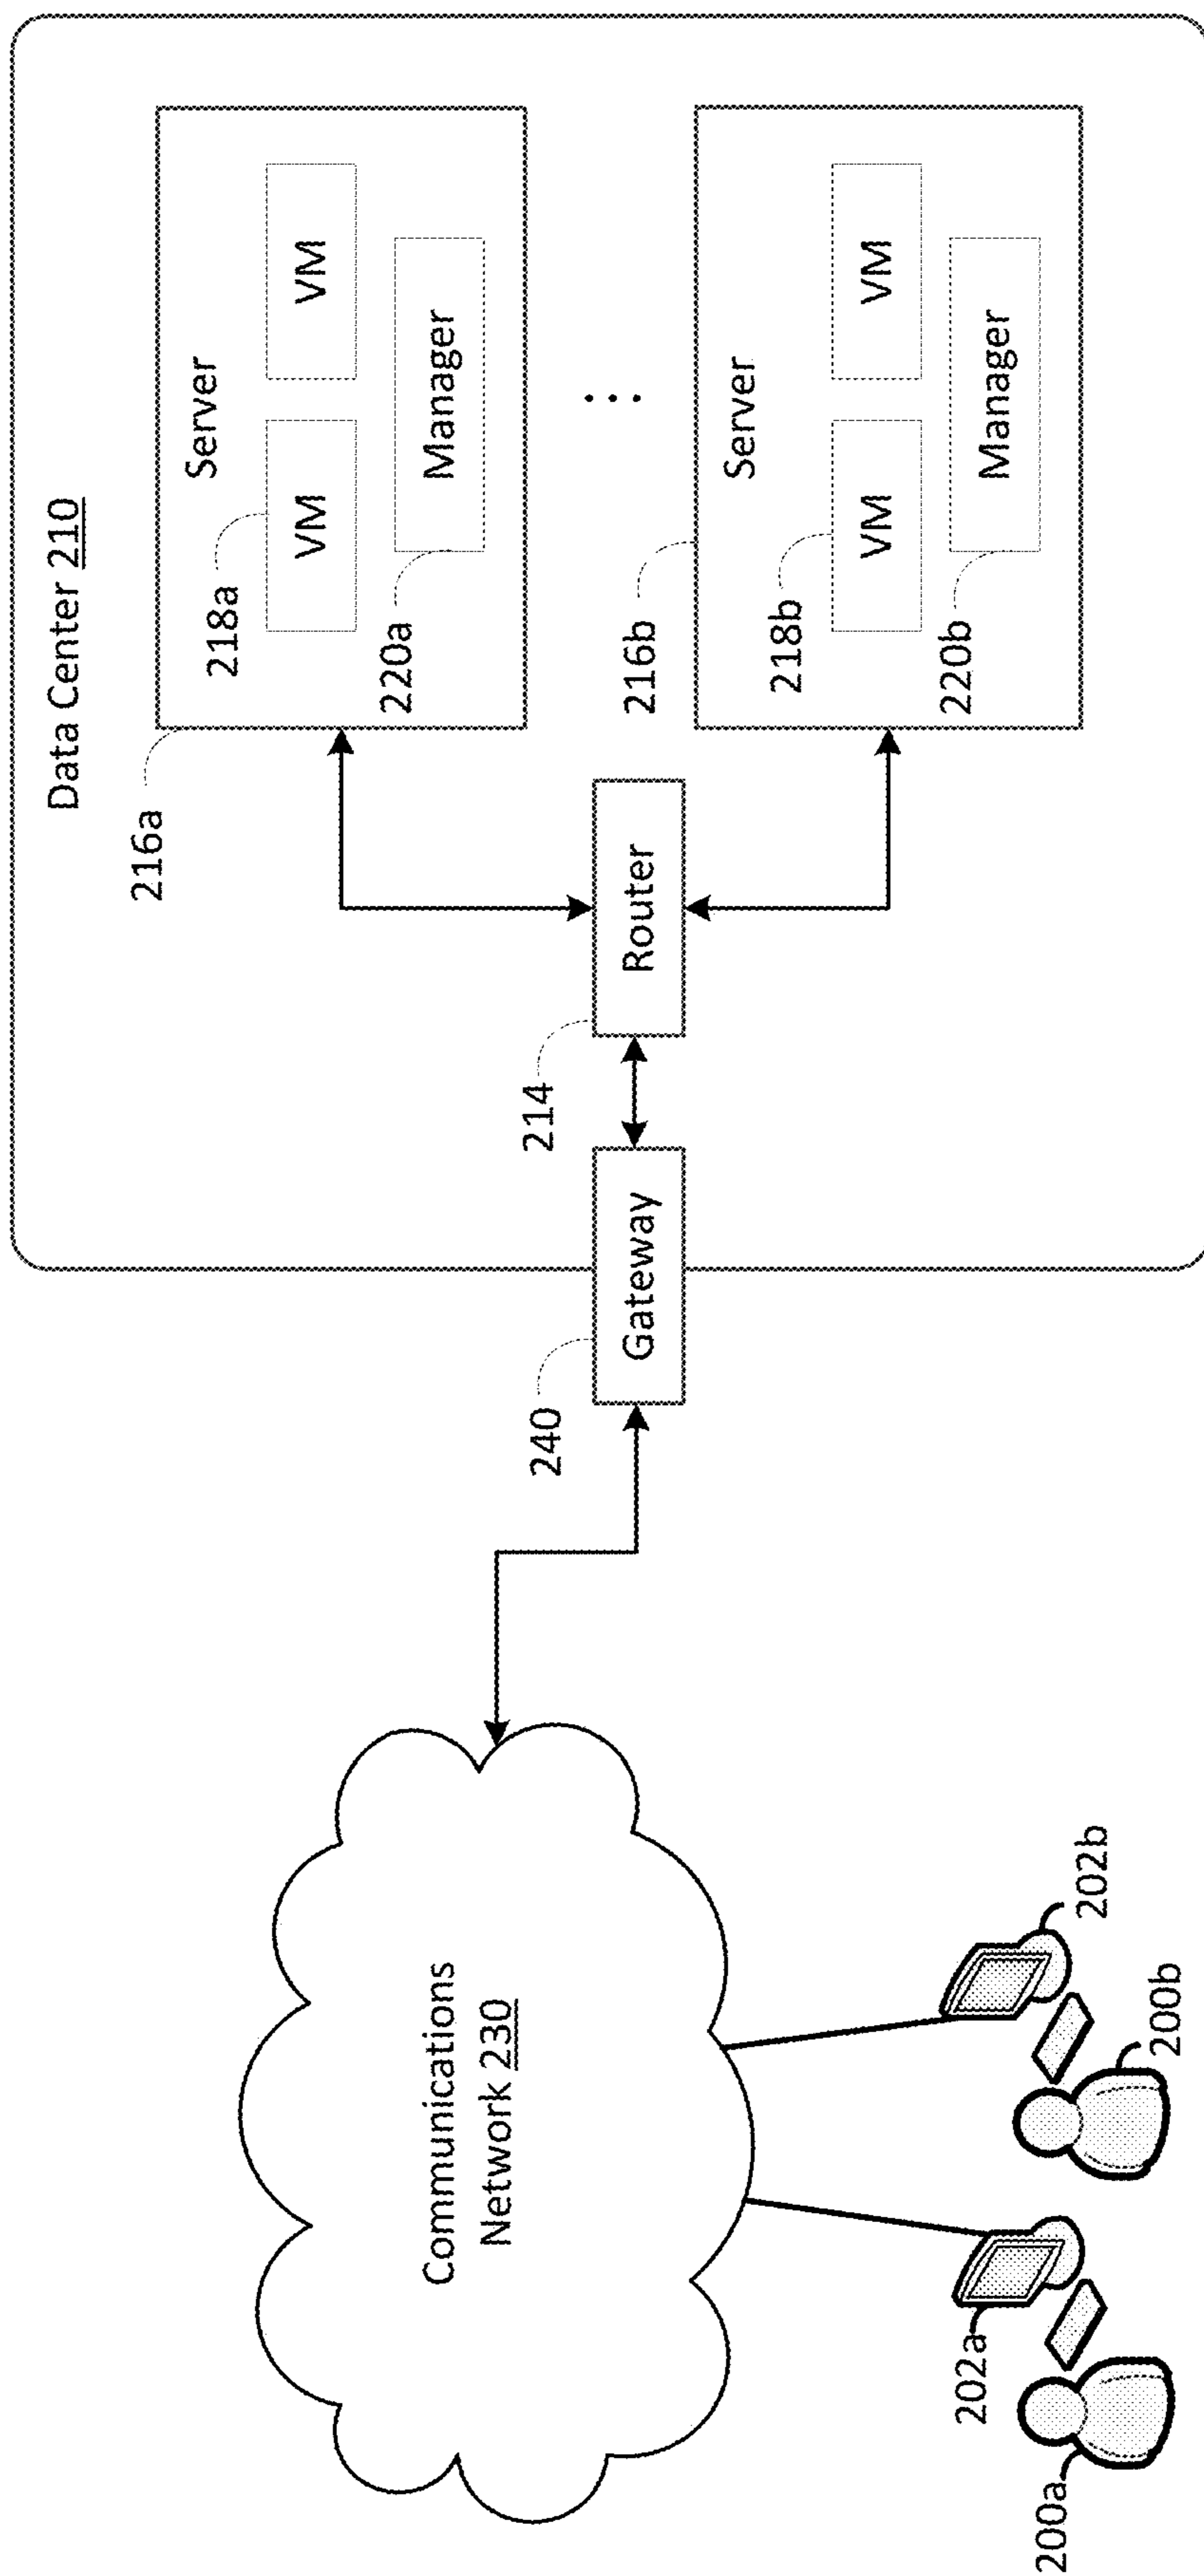 Data Center 210
216a
Server
218a
VM
VM
220a
Manager
...
216b
Server
218b
VM
VM
220b
Manager
214
Router
240
Gateway
Communications
Network 230
202a
202b
200a
200b